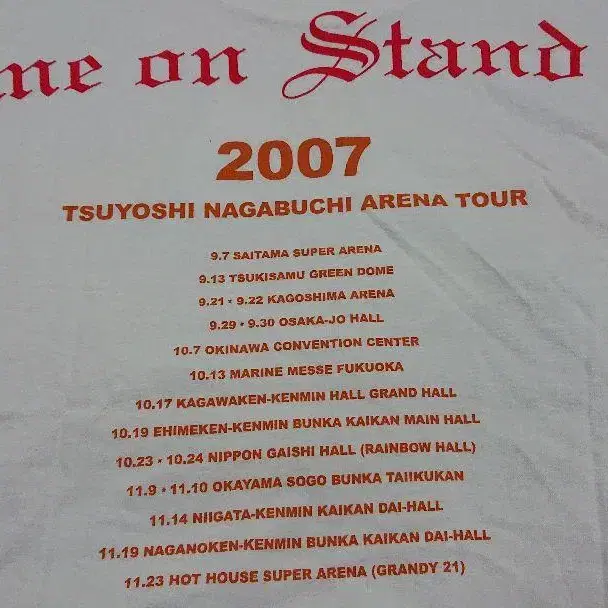 ne on Stand
2007
TSUYOSHI NAGABUCHI ARENA TOUR
9.7 SAITAMA SUPER ARENA
9.13 TSUKISAMU GREEN DOME
9.21・9.22 KAGOSHIMA ARENA
9.29・9.30 OSAKA-JO HALL
10.7 OKINAWA CONVENTION CENTER
10.13 MARINE MESSE FUKUOKA
10.17 KAGAWAKEN-KENMIN HALL GRAND HALL
10.19 EHIMEKEN-KENMIN BUNKA KAIKAN MAIN HALL
10.23・10.24 NIPPON GAISHI HALL (RAINBOW HALL)
11.9・11.10 OKAYAMA SOGO BUNKA TAIIKUKAN
11.14 NIIGATA-KENMIN KAIKAN DAI-HALL
11.19 NAGANOKEN-KENMIN BUNKA KAIKAN DAI-HALL
11.23 HOT HOUSE SUPER ARENA (GRANDY 21)